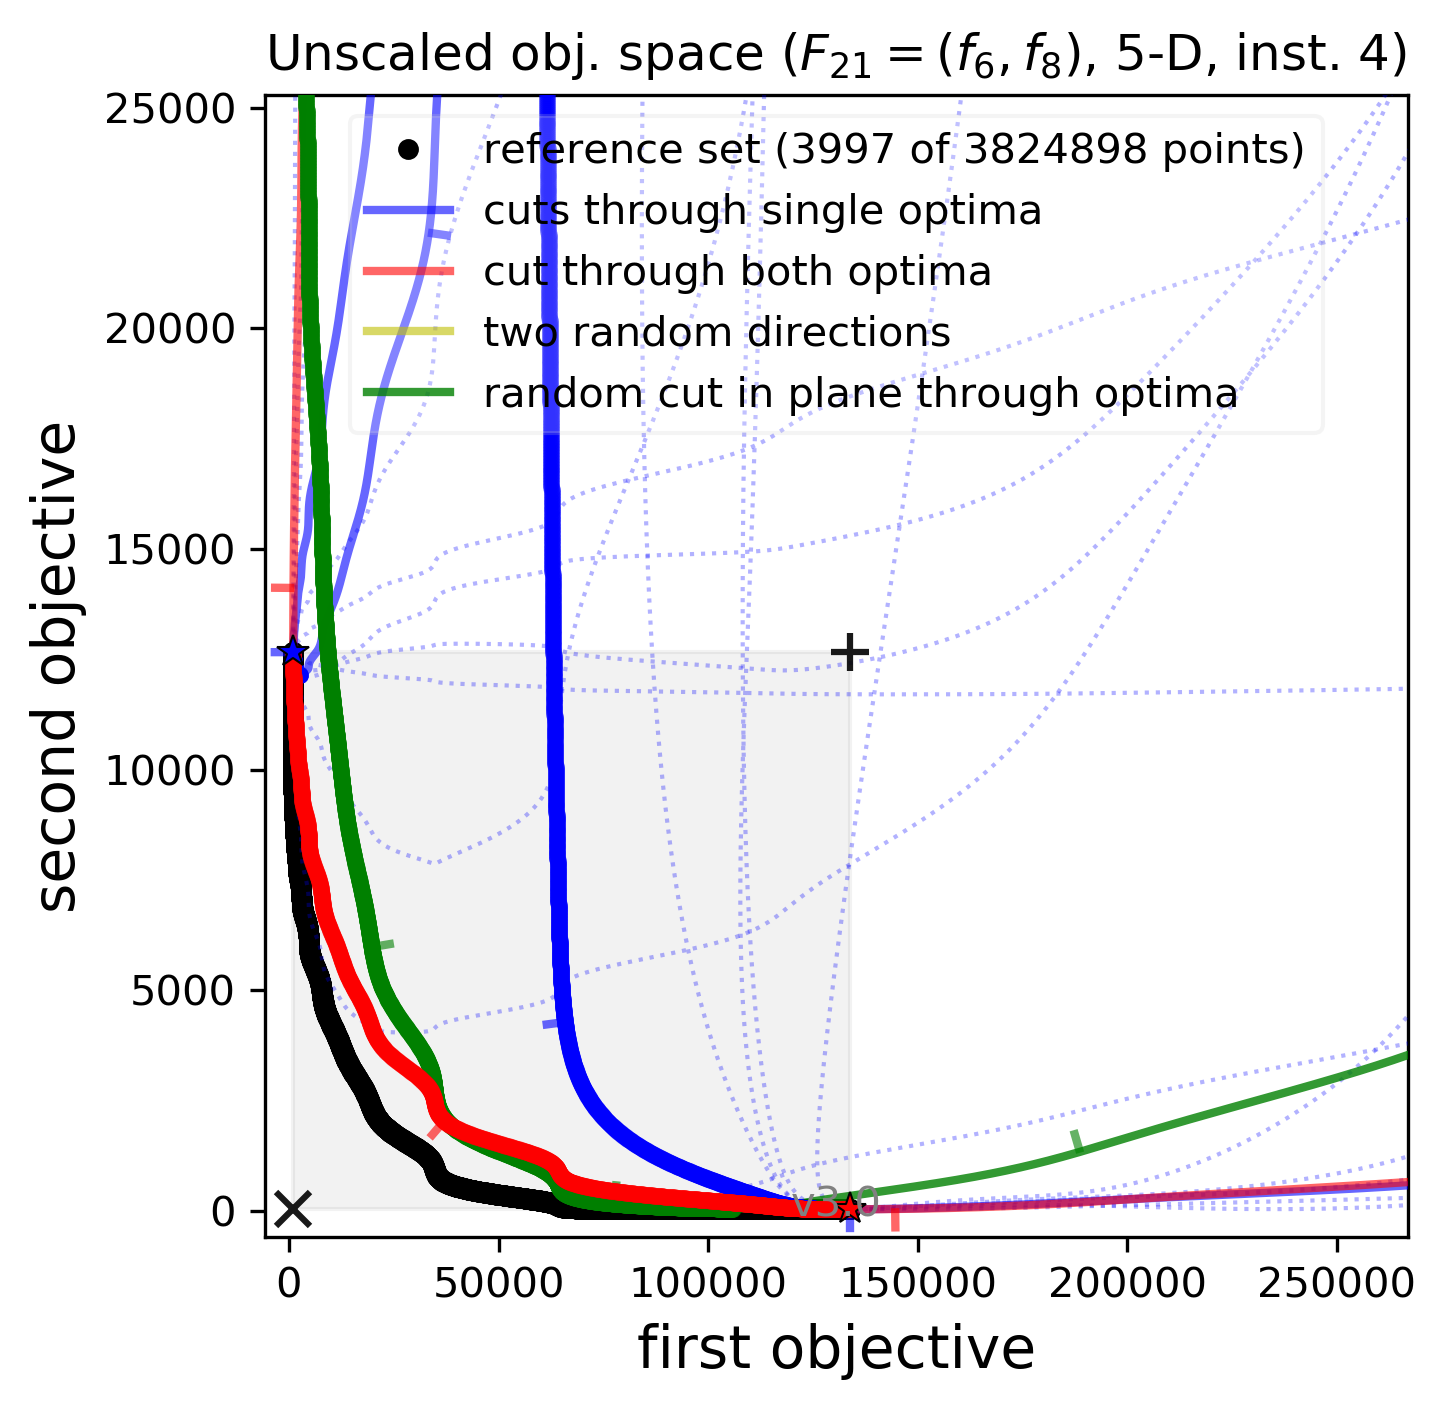 Unscaled obj. space (F₂₁ = (f₆, f₈), 5-D, inst. 4)
reference set (3997 of 3824898 points)
cuts through single optima
cut through both optima
two random directions
random cut in plane through optima
25000
20000
15000
10000
5000
0
second objective
v3.0
0
50000
100000
150000
200000
250000
first objective